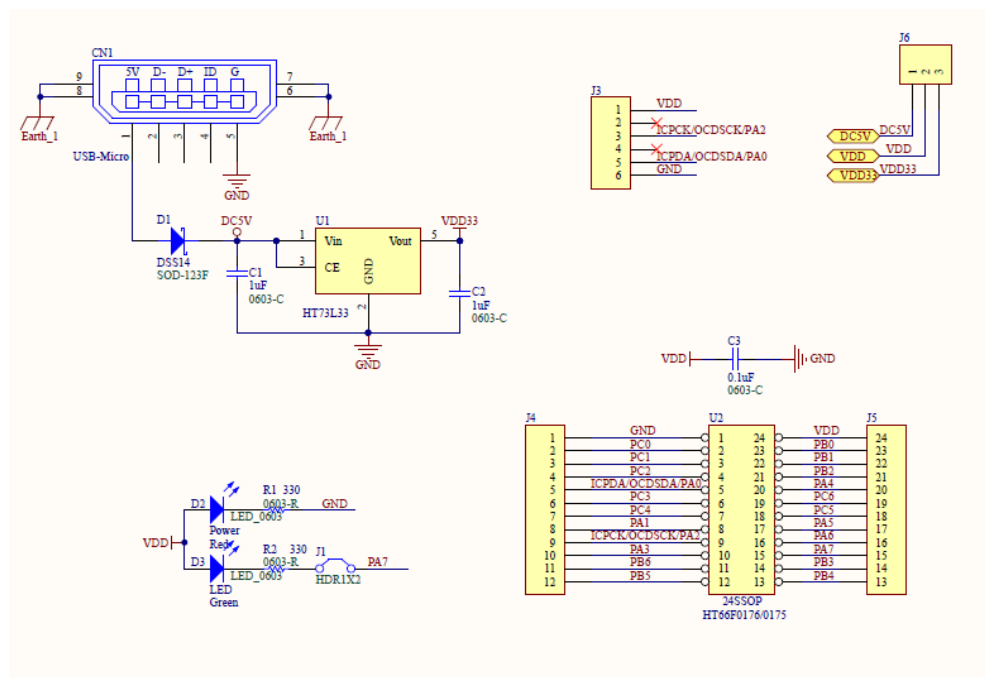 CN1
5V D- D+ ID G
9
8
7
6
Earth_1
Earth_1
1 2 3 4 5
USB-Micro
GND
D1
DSS14
SOD-123F
DC5V
C1
1uF
0603-C
U1
1 Vin Vout 5
3 CE
GND
2
HT73L33
VDD33
C2
1uF
0603-C
GND
J3
1 VDD
2
3 ICPCK/OCDSCK/PA2
4
5 ICPDA/OCDSDA/PA0
6 GND
J6
1 2 3
DC5V DC5V
VDD VDD
VDD33 VDD33
C3
VDD GND
0.1uF
0603-C
J4 U2 J5
1 GND 1 24 VDD 24
2 PC0 2 23 PB0 23
3 PC1 3 22 PB1 22
4 PC2 4 21 PB2 21
5 ICPDA/OCDSDA/PA0 5 20 PA4 20
6 PC3 6 19 PC6 19
7 PC4 7 18 PC5 18
8 PA1 8 17 PA5 17
9 ICPCK/OCDSCK/PA2 9 16 PA6 16
10 PA3 10 15 PA7 15
11 PB6 11 14 PB3 14
12 PB5 12 13 PB4 13
24SSOP
HT66F0176/0175
VDD
D2
Power
Red
LED_0603
R1 330
0603-R
GND
D3
LED
Green
LED_0603
R2 330
0603-R
J1
HDR1X2
PA7